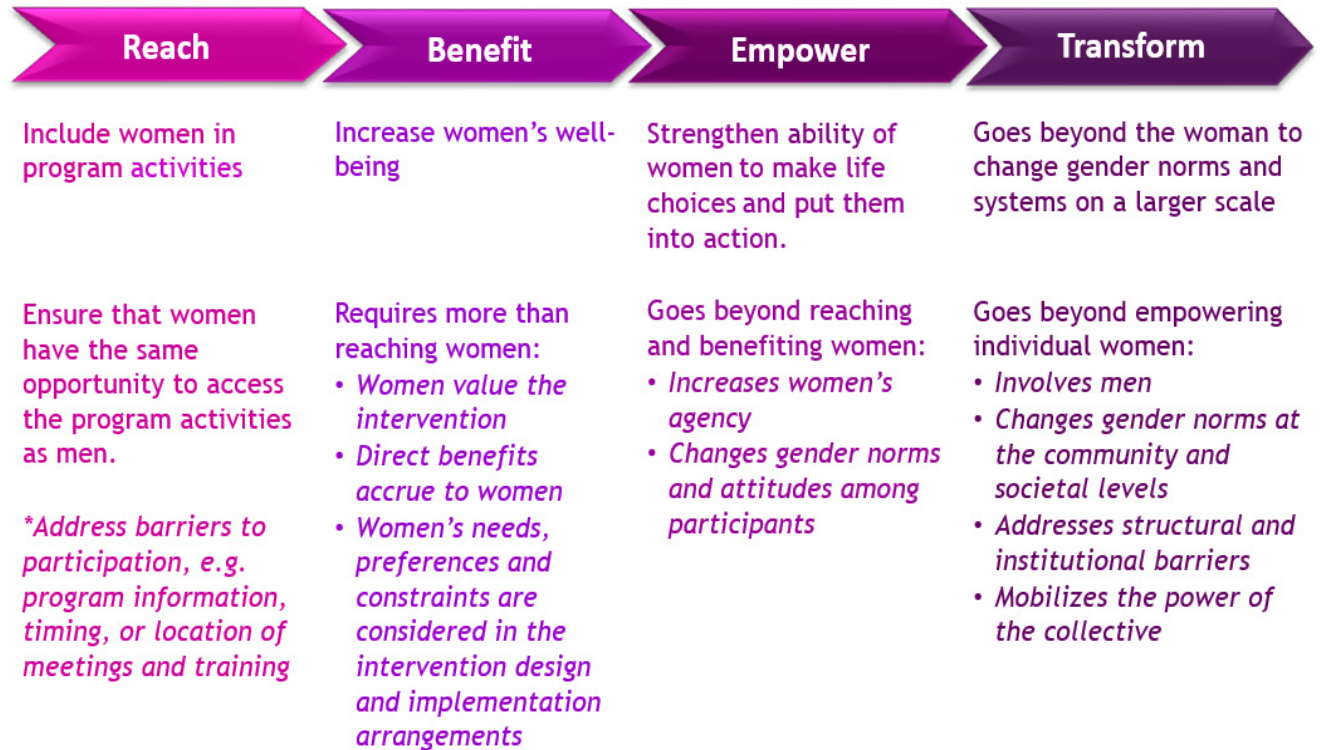 Reach
Benefit
Empower
Transform
Include women in
program activities
Increase women's well-
being
Strengthen ability of
women to make life
choices and put them
into action.
Goes beyond the woman to
change gender norms and
systems on a larger scale
Ensure that women
have the same
opportunity to access
the program activities
as men.
*Address barriers to
participation, e.g.
program information,
timing, or location of
meetings and training
Requires more than
reaching women:
• Women value the
intervention
• Direct benefits
accrue to women
• Women's needs,
preferences and
constraints are
considered in the
intervention design
and implementation
arrangements
Goes beyond reaching
and benefiting women:
• Increases women's
agency
• Changes gender norms
and attitudes among
participants
Goes beyond empowering
individual women:
• Involves men
• Changes gender norms at
the community and
societal levels
• Addresses structural and
institutional barriers
• Mobilizes the power of
the collective